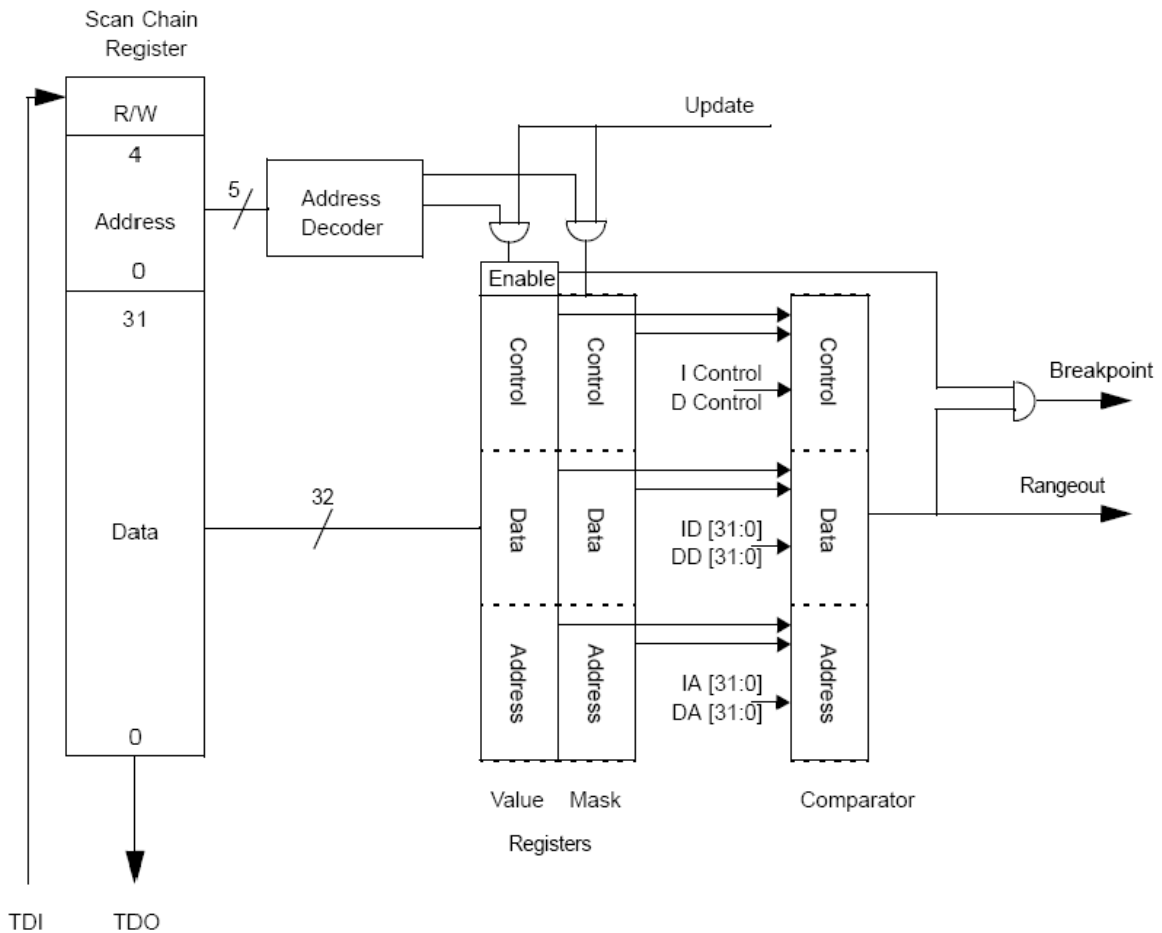 Scan Chain
Register
R/W
4
Address
0
31
Data
0
TDI
TDO
5
Address
Decoder
Update
32
Enable
Control
Control
Data
Data
Address
Address
Value
Mask
Registers
I Control
D Control
ID [31:0]
DD [31:0]
IA [31:0]
DA [31:0]
Control
Data
Address
Comparator
Breakpoint
Rangeout